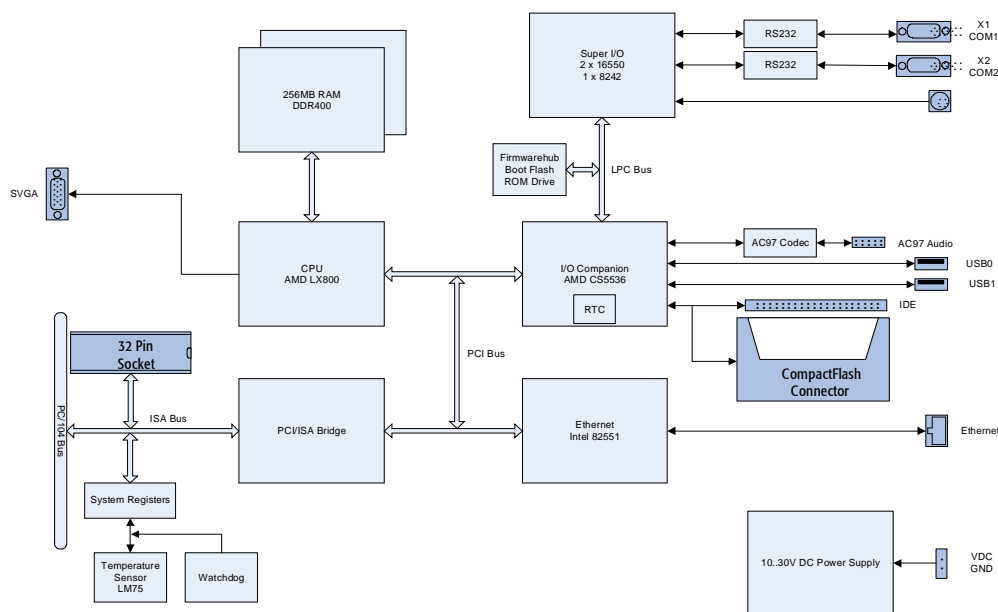 X1
COM1
RS232
Super I/O
2 x 16550
1 x 8242
X2
COM2
RS232
256MB RAM
DDR400
Firmwarehub
Boot Flash
ROM Drive
LPC Bus
SVGA
CPU
AMD LX800
I/O Companion
AMD CS5536
RTC
AC97 Codec
AC97 Audio
USB0
USB1
IDE
CompactFlash
Connector
32 Pin
Socket
PCI Bus
PC/104 Bus
ISA Bus
PCI/ISA Bridge
Ethernet
Intel 82551
Ethernet
System Registers
Temperature
Sensor
LM75
Watchdog
10..30V DC Power Supply
VDC
GND